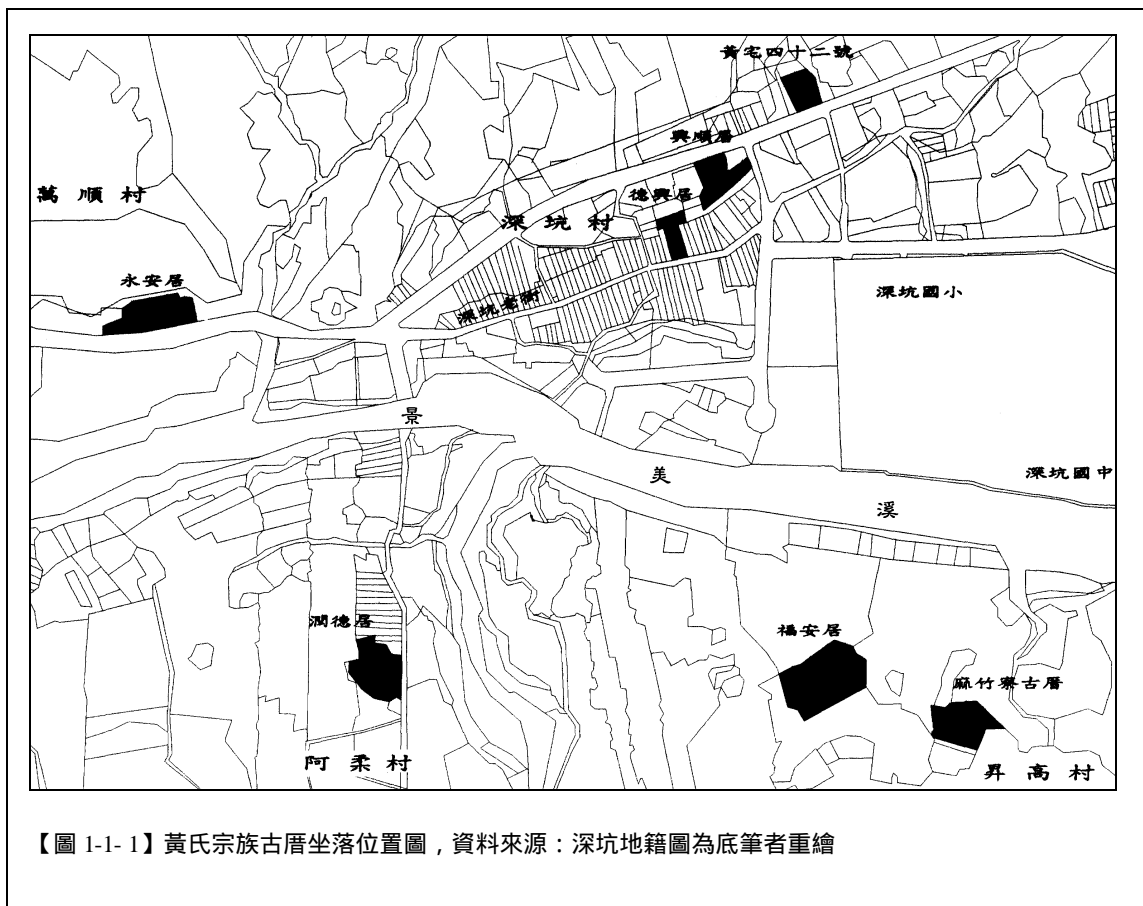 黃宅四十二號
興順居
萬順村
德興居
深坑村
永安居
深坑國小
深坑老街
景
美
溪
深坑國中
潤德居
福安居
麻竹寮古厝
阿柔村
昇高村
【圖 1-1- 1】黃氏宗族古厝坐落位置圖，資料來源：深坑地籍圖為底筆者重繪